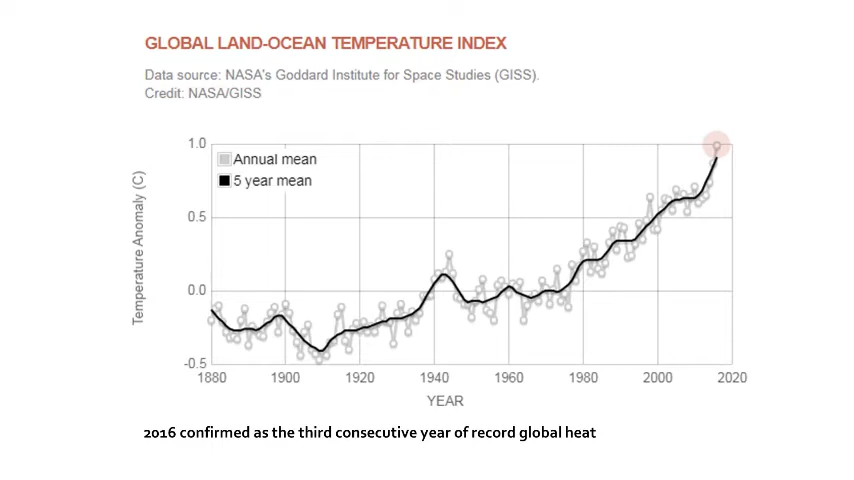 GLOBAL LAND-OCEAN TEMPERATURE INDEX
Data source: NASA's Goddard Institute for Space Studies (GISS).
Credit: NASA/GISS
1.0
Annual mean
5 year mean
0.5
Temperature Anomaly (C)
0.0
-0.5
1880 1900 1920 1940 1960 1980 2000 2020
YEAR
2016 confirmed as the third consecutive year of record global heat